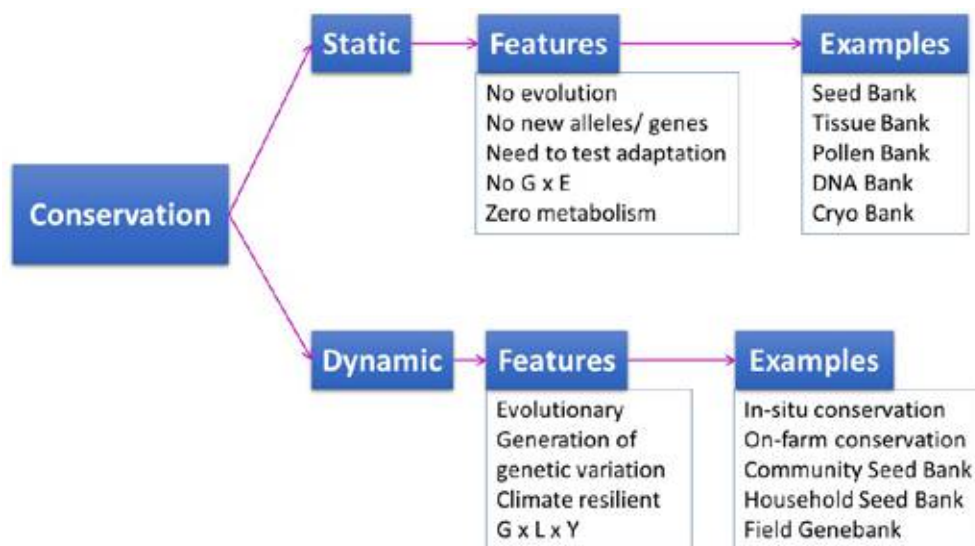 Static
Features
Examples
No evolution
No new alleles/ genes
Need to test adaptation
No G x E
Zero metabolism
Seed Bank
Tissue Bank
Pollen Bank
DNA Bank
Cryo Bank
Conservation
Dynamic
Features
Examples
Evolutionary
Generation of
genetic variation
Climate resilient
G x L x Y
In-situ conservation
On-farm conservation
Community Seed Bank
Household Seed Bank
Field Genebank